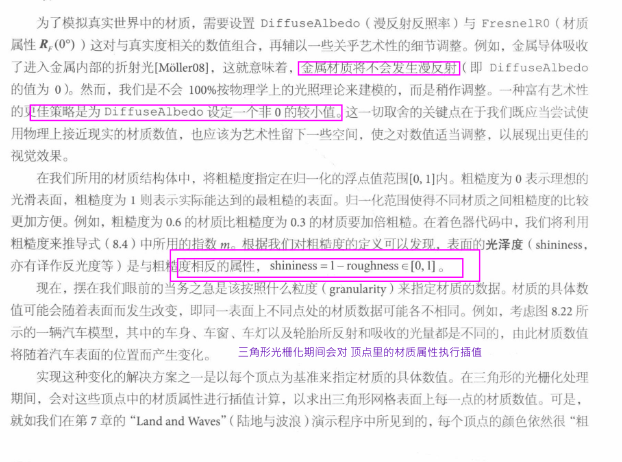 为了模拟真实世界中的材质，需要设置 DiffuseAlbedo（漫反射反照率）与 FresnelR0（材质
属性 R_F(0°)）这对与真实度相关的数值组合，再辅以一些关乎艺术性的细节调整。例如，金属导体吸收
了进入金属内部的折射光[Möller08]，这就意味着，金属材质将不会发生漫反射（即 DiffuseAlbedo
的值为 0）。然而，我们是不会 100%按物理学上的光照理论来建模的，而是稍作调整。一种富有艺术性
的更佳策略是为 DiffuseAlbedo 设定一个非 0 的较小值。这一切取舍的关键点在于我们既应当尝试使
用物理上接近现实的材质数值，也应该为艺术性留下一些空间，使之对数值适当调整，以展现出更佳的
视觉效果。
在我们所用的材质结构体中，将粗糙度指定在归一化的浮点值范围[0, 1]内。粗糙度为 0 表示理想的
光滑表面，粗糙度为 1 则表示实际能达到的最粗糙的表面。归一化范围使得不同材质之间粗糙度的比较
更加方便。例如，粗糙度为 0.6 的材质比粗糙度为 0.3 的材质要加倍粗糙。在着色器代码中，我们将利用
粗糙度来推导式（8.4）中所用的指数 m。根据我们对粗糙度的定义可以发现，表面的光泽度（shininess，
亦有译作反光度等）是与粗糙度相反的属性，shininess = 1 − roughness ∈ [0, 1] 。
现在，摆在我们眼前的当务之急是该按照什么粒度（granularity）来指定材质的数据。材质的具体数
值可能会随着表面而发生改变，即同一表面上不同点处的材质数据可能各不相同。例如，考虑图 8.22 所
示的一辆汽车模型，其中的车身、车窗、车灯以及轮胎所反射和吸收的光量都是不同的，由此材质数值
将随着汽车表面的位置而产生变化。
三角形光栅化期间会对 顶点里的材质属性执行插值
实现这种变化的解决方案之一是以每个顶点为基准来指定材质的具体数值。在三角形的光栅化处理
期间，会对这些顶点中的材质属性进行插值计算，以求出三角形网格表面上每一点的材质数值。可是，
就如我们在第 7 章的 “Land and Waves”（陆地与波浪）演示程序中所见到的，每个顶点的颜色依然很 “粗